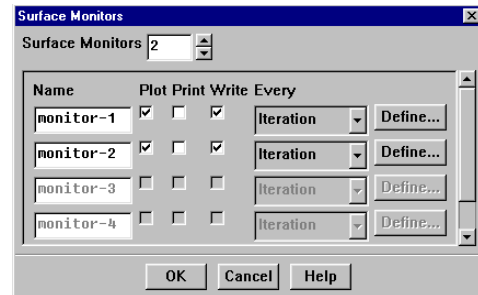 Surface Monitors
Surface Monitors 2
Name Plot Print Write Every
monitor-1 Iteration Define...
monitor-2 Iteration Define...
monitor-3 Iteration Define...
monitor-4 Iteration Define...
OK Cancel Help